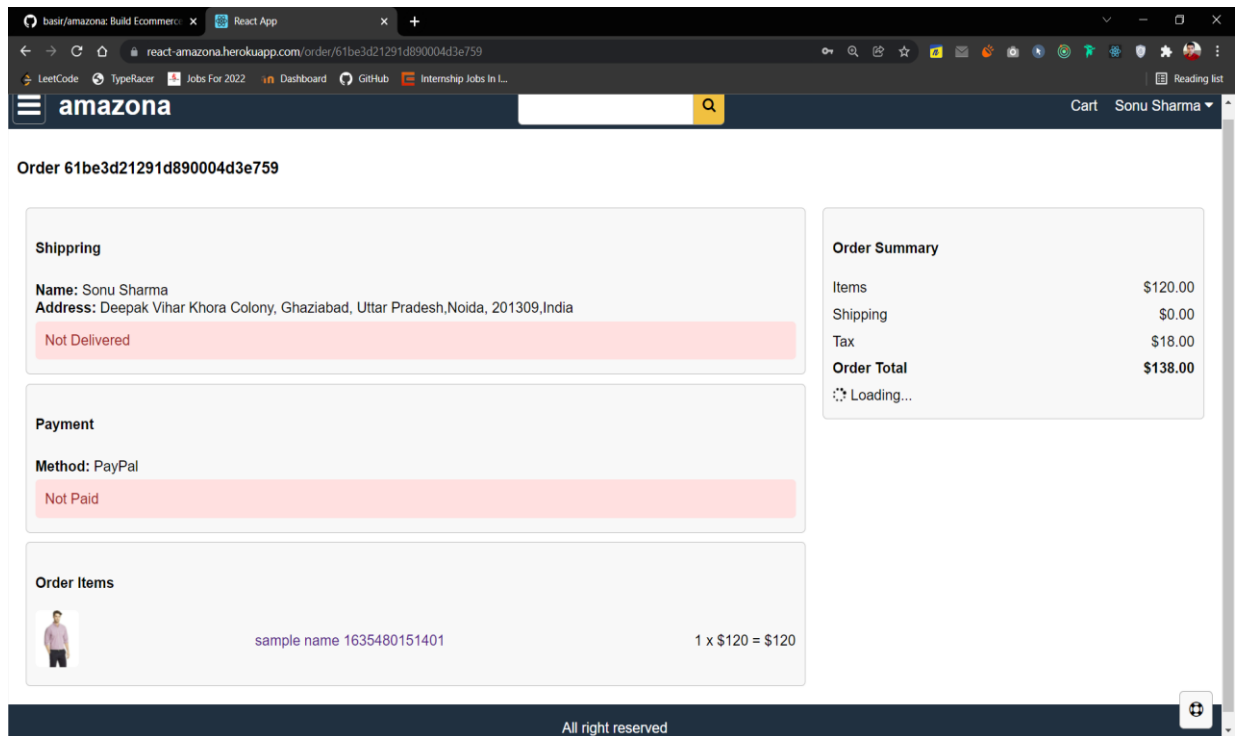 basir/amazona: Build Ecommerce
React App
react-amazona.herokuapp.com/order/61be3d21291d890004d3e759
LeetCode TypeRacer Jobs For 2022 Dashboard GitHub Internship Jobs In I... Reading list
amazona Cart Sonu Sharma
Order 61be3d21291d890004d3e759
Shippring
Name: Sonu Sharma
Address: Deepak Vihar Khora Colony, Ghaziabad, Uttar Pradesh,Noida, 201309,India
Not Delivered
Payment
Method: PayPal
Not Paid
Order Items
sample name 1635480151401 1 x $120 = $120
Order Summary
Items $120.00
Shipping $0.00
Tax $18.00
Order Total $138.00
Loading...
All right reserved